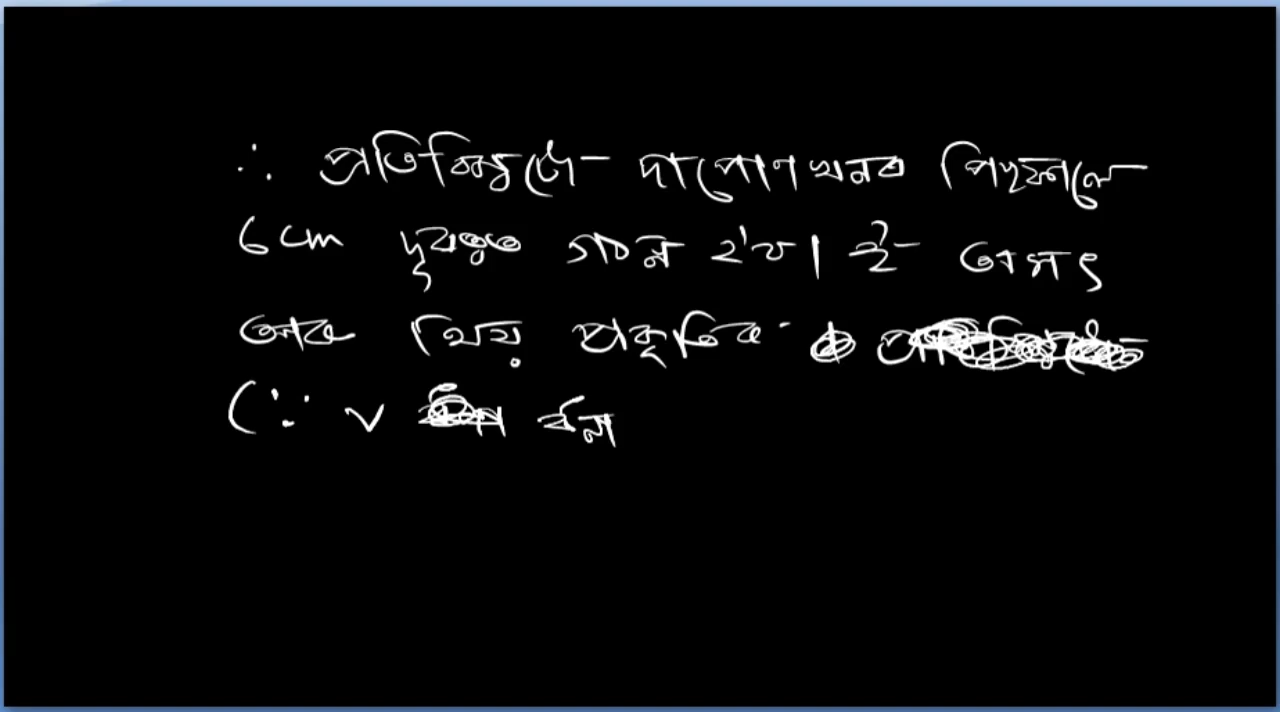 ∴ প্ৰতিবিম্বটো দাপোণখনৰ পিছফালে
6 cm দূৰত্বত গঠন হ'ব। ই অসৎ
আৰু থিয় প্ৰকৃতিৰ
(∵ v